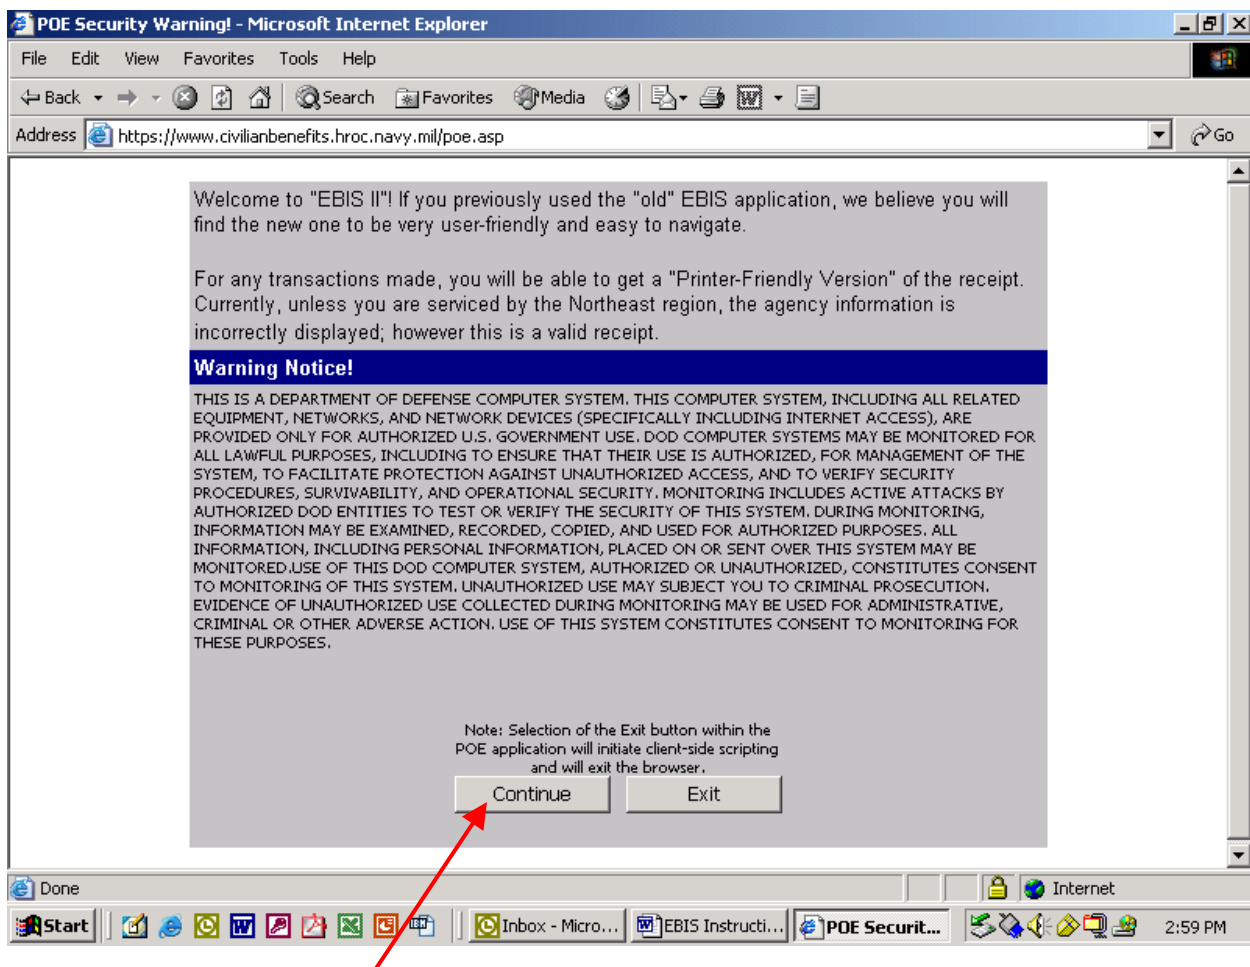 POE Security Warning! - Microsoft Internet Explorer
File Edit View Favorites Tools Help
Back Search Favorites Media
Address https://www.civilianbenefits.hroc.navy.mil/poe.asp Go
Welcome to "EBIS II"! If you previously used the "old" EBIS application, we believe you will
find the new one to be very user-friendly and easy to navigate.
For any transactions made, you will be able to get a "Printer-Friendly Version" of the receipt.
Currently, unless you are serviced by the Northeast region, the agency information is
incorrectly displayed; however this is a valid receipt.
Warning Notice!
THIS IS A DEPARTMENT OF DEFENSE COMPUTER SYSTEM. THIS COMPUTER SYSTEM, INCLUDING ALL RELATED
EQUIPMENT, NETWORKS, AND NETWORK DEVICES (SPECIFICALLY INCLUDING INTERNET ACCESS), ARE
PROVIDED ONLY FOR AUTHORIZED U.S. GOVERNMENT USE. DOD COMPUTER SYSTEMS MAY BE MONITORED FOR
ALL LAWFUL PURPOSES, INCLUDING TO ENSURE THAT THEIR USE IS AUTHORIZED, FOR MANAGEMENT OF THE
SYSTEM, TO FACILITATE PROTECTION AGAINST UNAUTHORIZED ACCESS, AND TO VERIFY SECURITY
PROCEDURES, SURVIVABILITY, AND OPERATIONAL SECURITY. MONITORING INCLUDES ACTIVE ATTACKS BY
AUTHORIZED DOD ENTITIES TO TEST OR VERIFY THE SECURITY OF THIS SYSTEM. DURING MONITORING,
INFORMATION MAY BE EXAMINED, RECORDED, COPIED, AND USED FOR AUTHORIZED PURPOSES. ALL
INFORMATION, INCLUDING PERSONAL INFORMATION, PLACED ON OR SENT OVER THIS SYSTEM MAY BE
MONITORED.USE OF THIS DOD COMPUTER SYSTEM, AUTHORIZED OR UNAUTHORIZED, CONSTITUTES CONSENT
TO MONITORING OF THIS SYSTEM. UNAUTHORIZED USE MAY SUBJECT YOU TO CRIMINAL PROSECUTION.
EVIDENCE OF UNAUTHORIZED USE COLLECTED DURING MONITORING MAY BE USED FOR ADMINISTRATIVE,
CRIMINAL OR OTHER ADVERSE ACTION. USE OF THIS SYSTEM CONSTITUTES CONSENT TO MONITORING FOR
THESE PURPOSES.
Note: Selection of the Exit button within the
POE application will initiate client-side scripting
and will exit the browser.
Continue Exit
Done Internet
Start Inbox - Micro... EBIS Instructi... POE Securit... 2:59 PM